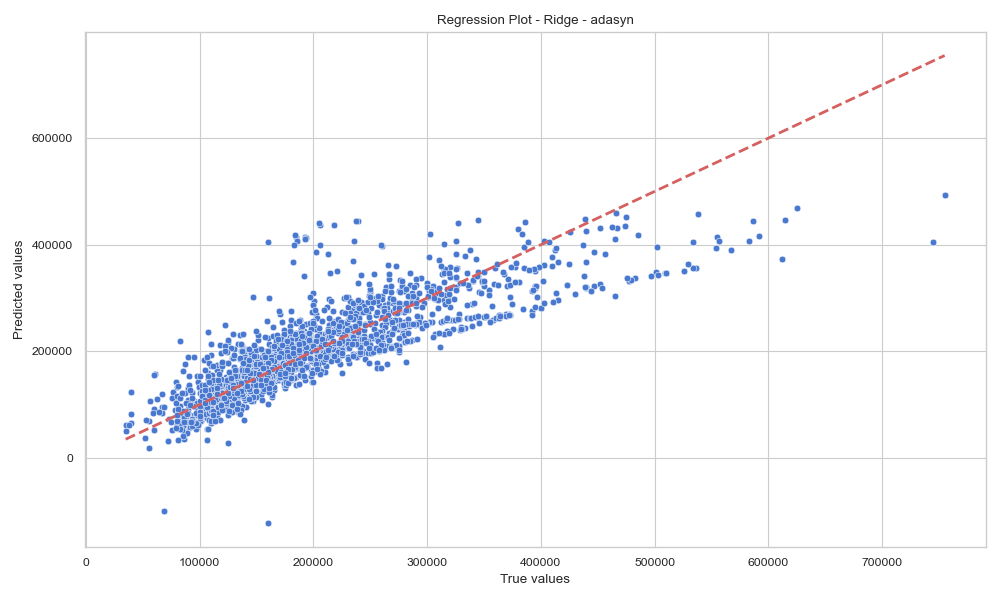 Regression Plot - Ridge - adasyn
Predicted values
600000
400000
200000
0
0 100000 200000 300000 400000 500000 600000 700000
True values